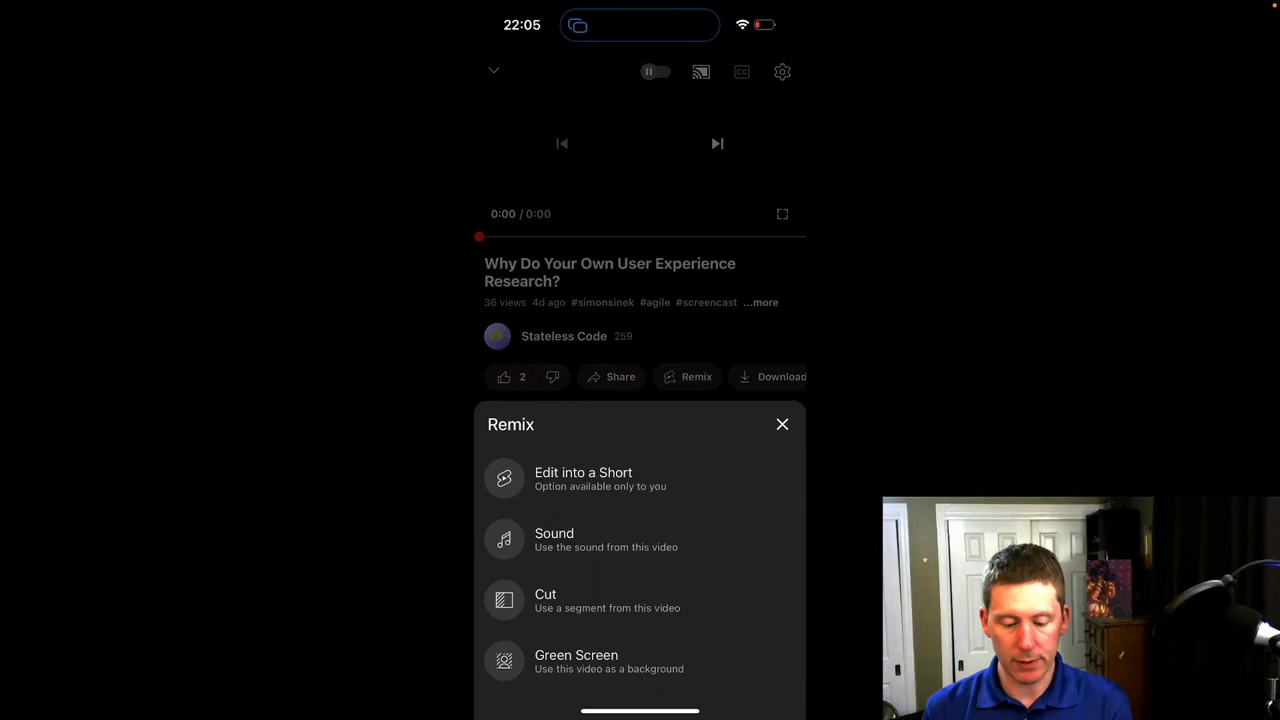 22:05
CC
0:00 / 0:00
Why Do Your Own User Experience
Research?
36 views 4d ago #simonsinek #agile #screencast ...more
Stateless Code 259
2 Share Remix Download
Remix
Edit into a Short
Option available only to you
Sound
Use the sound from this video
Cut
Use a segment from this video
Green Screen
Use this video as a background